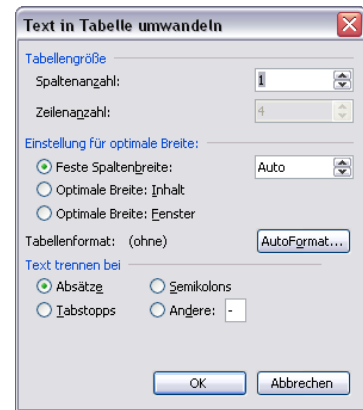 Text in Tabelle umwandeln
Tabellengröße
Spaltenanzahl: 1
Zeilenanzahl: 4
Einstellung für optimale Breite:
Feste Spaltenbreite: Auto
Optimale Breite: Inhalt
Optimale Breite: Fenster
Tabellenformat: (ohne) AutoFormat...
Text trennen bei
Absätze Semikolons
Tabstopps Andere: -
OK Abbrechen